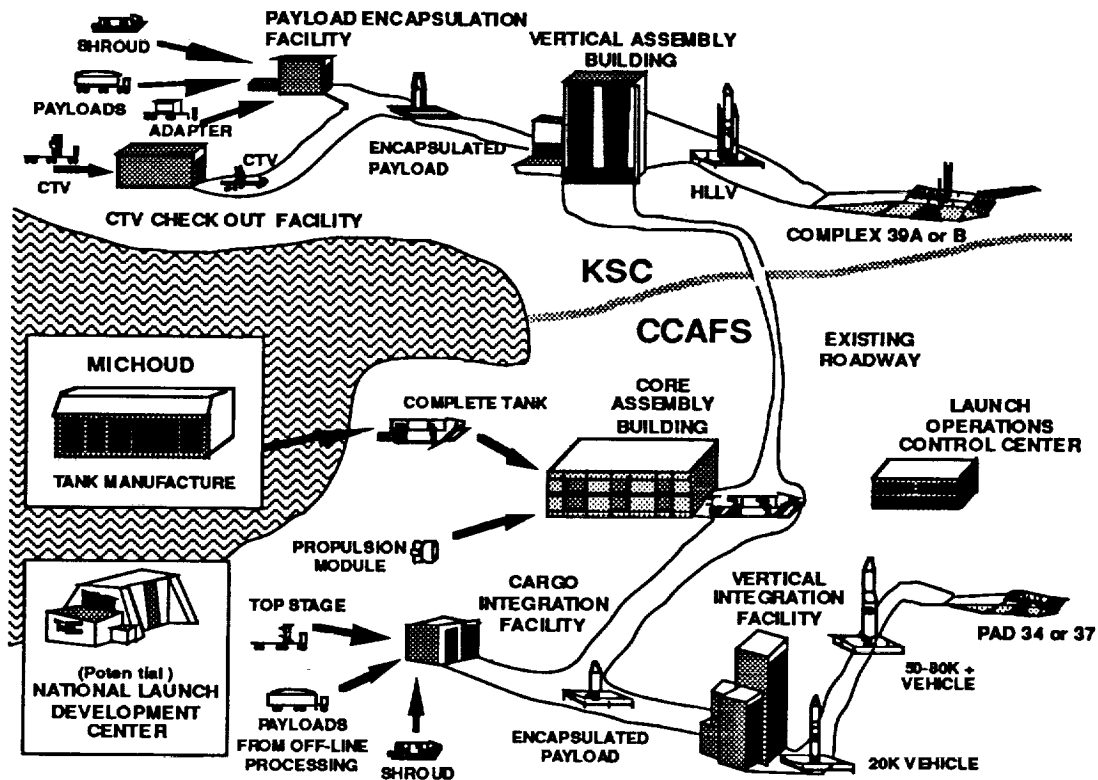 PAYLOAD ENCAPSULATION
FACILITY
SHROUD
PAYLOADS
ADAPTER
CTV
CTV
CTV CHECK OUT FACILITY
ENCAPSULATED
PAYLOAD
VERTICAL ASSEMBLY
BUILDING
HLLV
COMPLEX 39A or B
KSC
CCAFS
EXISTING
ROADWAY
MICHOUD
TANK MANUFACTURE
COMPLETE TANK
CORE
ASSEMBLY
BUILDING
LAUNCH
OPERATIONS
CONTROL CENTER
PROPULSION
MODULE
CARGO
INTEGRATION
FACILITY
VERTICAL
INTEGRATION
FACILITY
PAD 34 or 37
50-80K +
VEHICLE
20K VEHICLE
TOP STAGE
(Poten tial)
NATIONAL LAUNCH
DEVELOPMENT
CENTER
PAYLOADS
FROM OFF-LINE
PROCESSING
SHROUD
ENCAPSULATED
PAYLOAD